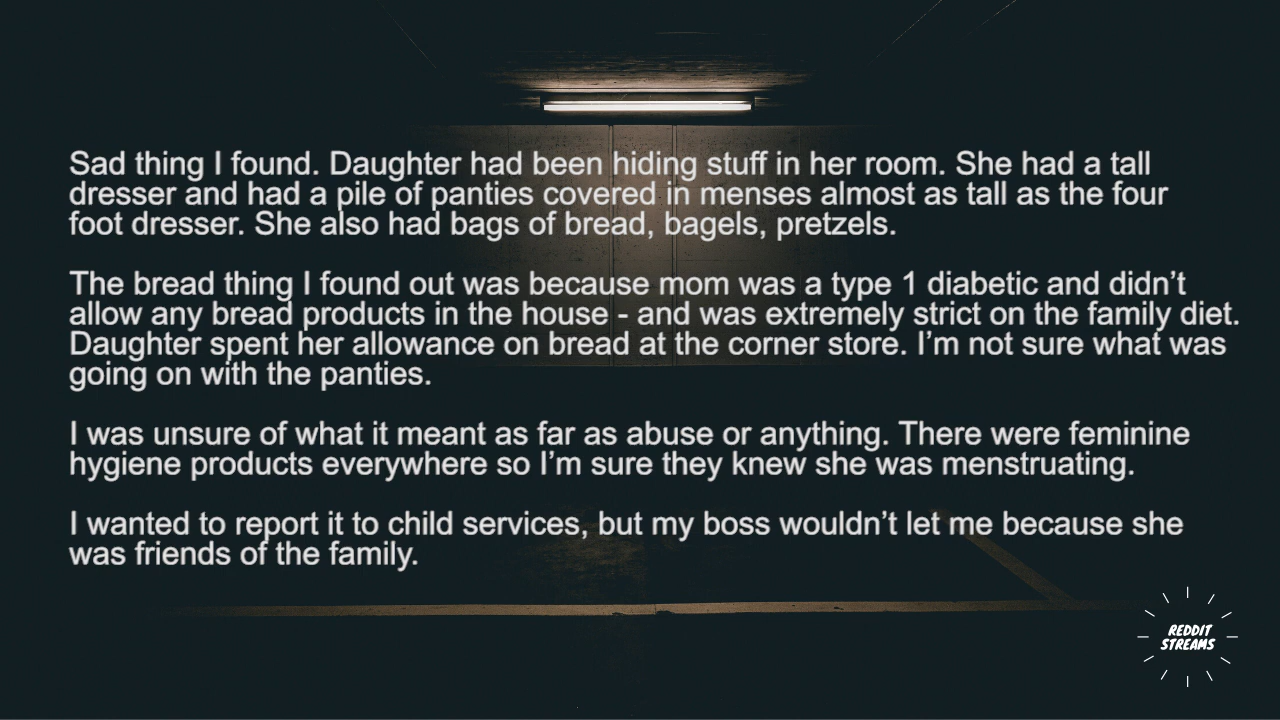 Sad thing I found. Daughter had been hiding stuff in her room. She had a tall
dresser and had a pile of panties covered in menses almost as tall as the four
foot dresser. She also had bags of bread, bagels, pretzels.
The bread thing I found out was because mom was a type 1 diabetic and didn’t
allow any bread products in the house - and was extremely strict on the family diet.
Daughter spent her allowance on bread at the corner store. I’m not sure what was
going on with the panties.
I was unsure of what it meant as far as abuse or anything. There were feminine
hygiene products everywhere so I’m sure they knew she was menstruating.
I wanted to report it to child services, but my boss wouldn’t let me because she
was friends of the family.
REDDIT
STREAMS